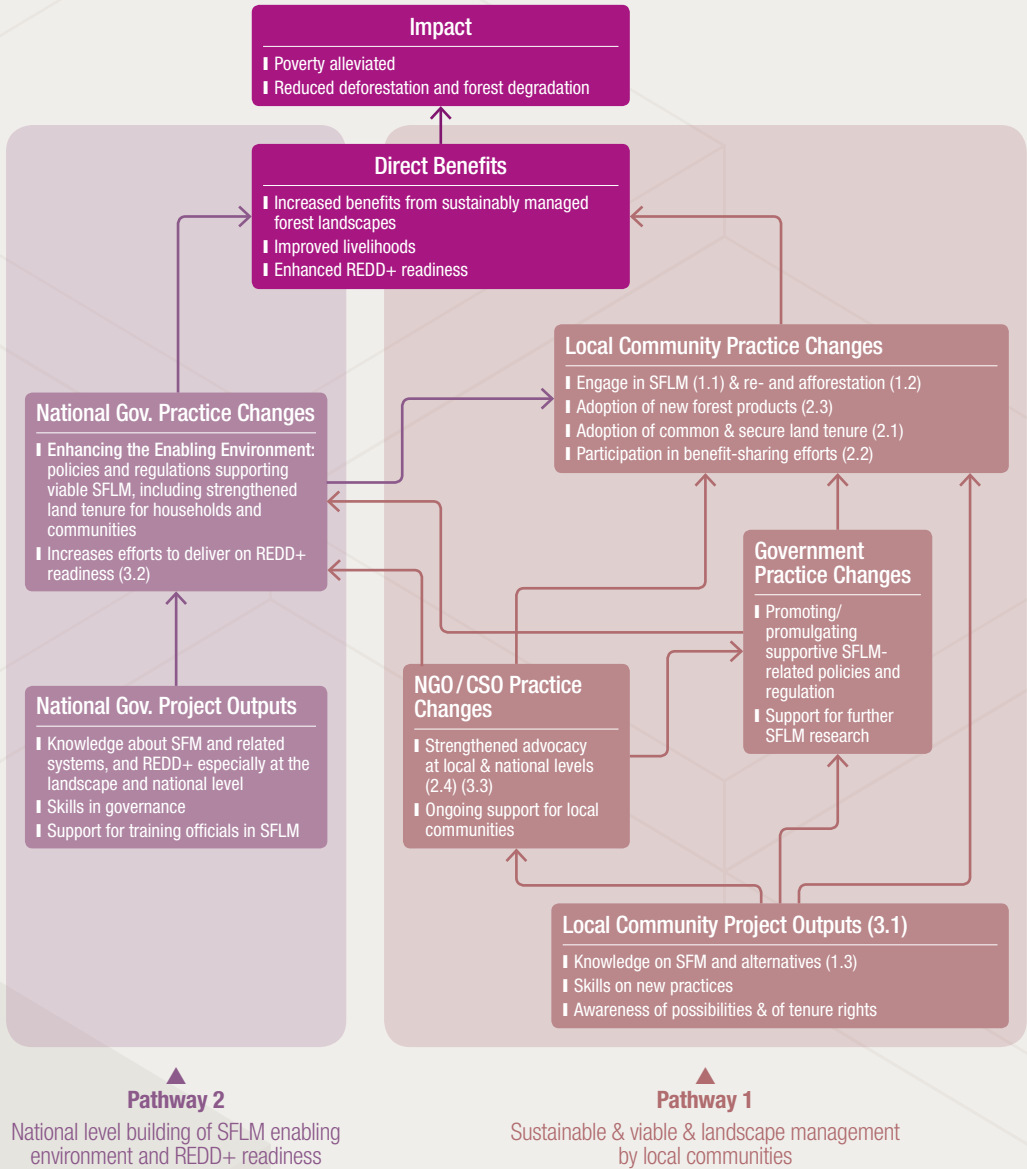 Impact
Poverty alleviated
Reduced deforestation and forest degradation
Direct Benefits
Increased benefits from sustainably managed
forest landscapes
Improved livelihoods
Enhanced REDD+ readiness
Local Community Practice Changes
Engage in SFLM (1.1) & re- and afforestation (1.2)
Adoption of new forest products (2.3)
Adoption of common & secure land tenure (2.1)
Participation in benefit-sharing efforts (2.2)
National Gov. Practice Changes
Enhancing the Enabling Environment:
policies and regulations supporting
viable SFLM, including strengthened
land tenure for households and
communities
Increases efforts to deliver on REDD+
readiness (3.2)
Government
Practice Changes
Promoting/
promulgating
supportive SFLM-
related policies and
regulation
Support for further
SFLM research
NGO/CSO Practice
Changes
Strengthened advocacy
at local & national levels
(2.4) (3.3)
Ongoing support for local
communities
National Gov. Project Outputs
Knowledge about SFM and related
systems, and REDD+ especially at the
landscape and national level
Skills in governance
Support for training officials in SFLM
Local Community Project Outputs (3.1)
Knowledge on SFM and alternatives (1.3)
Skills on new practices
Awareness of possibilities & of tenure rights
Pathway 2
National level building of SFLM enabling
environment and REDD+ readiness
Pathway 1
Sustainable & viable & landscape management
by local communities